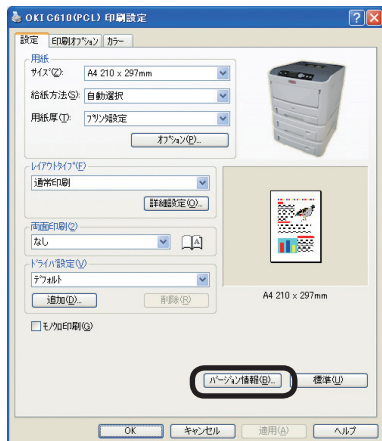 OKI C610(PCL) 印刷設定
設定 印刷ｵﾌﾟｼｮﾝ ｶﾗｰ
用紙
ｻｲｽﾞ(Z): A4 210 x 297mm
給紙方法(S): 自動選択
用紙厚(T): ﾌﾟﾘﾝﾀ設定
ｵﾌﾟｼｮﾝ(P)...
ﾚｲｱｳﾄﾀｲﾌﾟ(F)
通常印刷
詳細設定(O)...
両面印刷(2)
なし
A
ﾄﾞﾗｲﾊﾞ設定(V)
ﾃﾞﾌｫﾙﾄ
追加(D)... 削除(R)
A4 210 x 297mm
ﾓﾉｸﾛ印刷(G)
ﾊﾞｰｼﾞｮﾝ情報(B)... 標準(U)
OK ｷｬﾝｾﾙ 適用(A) ﾍﾙﾌﾟ